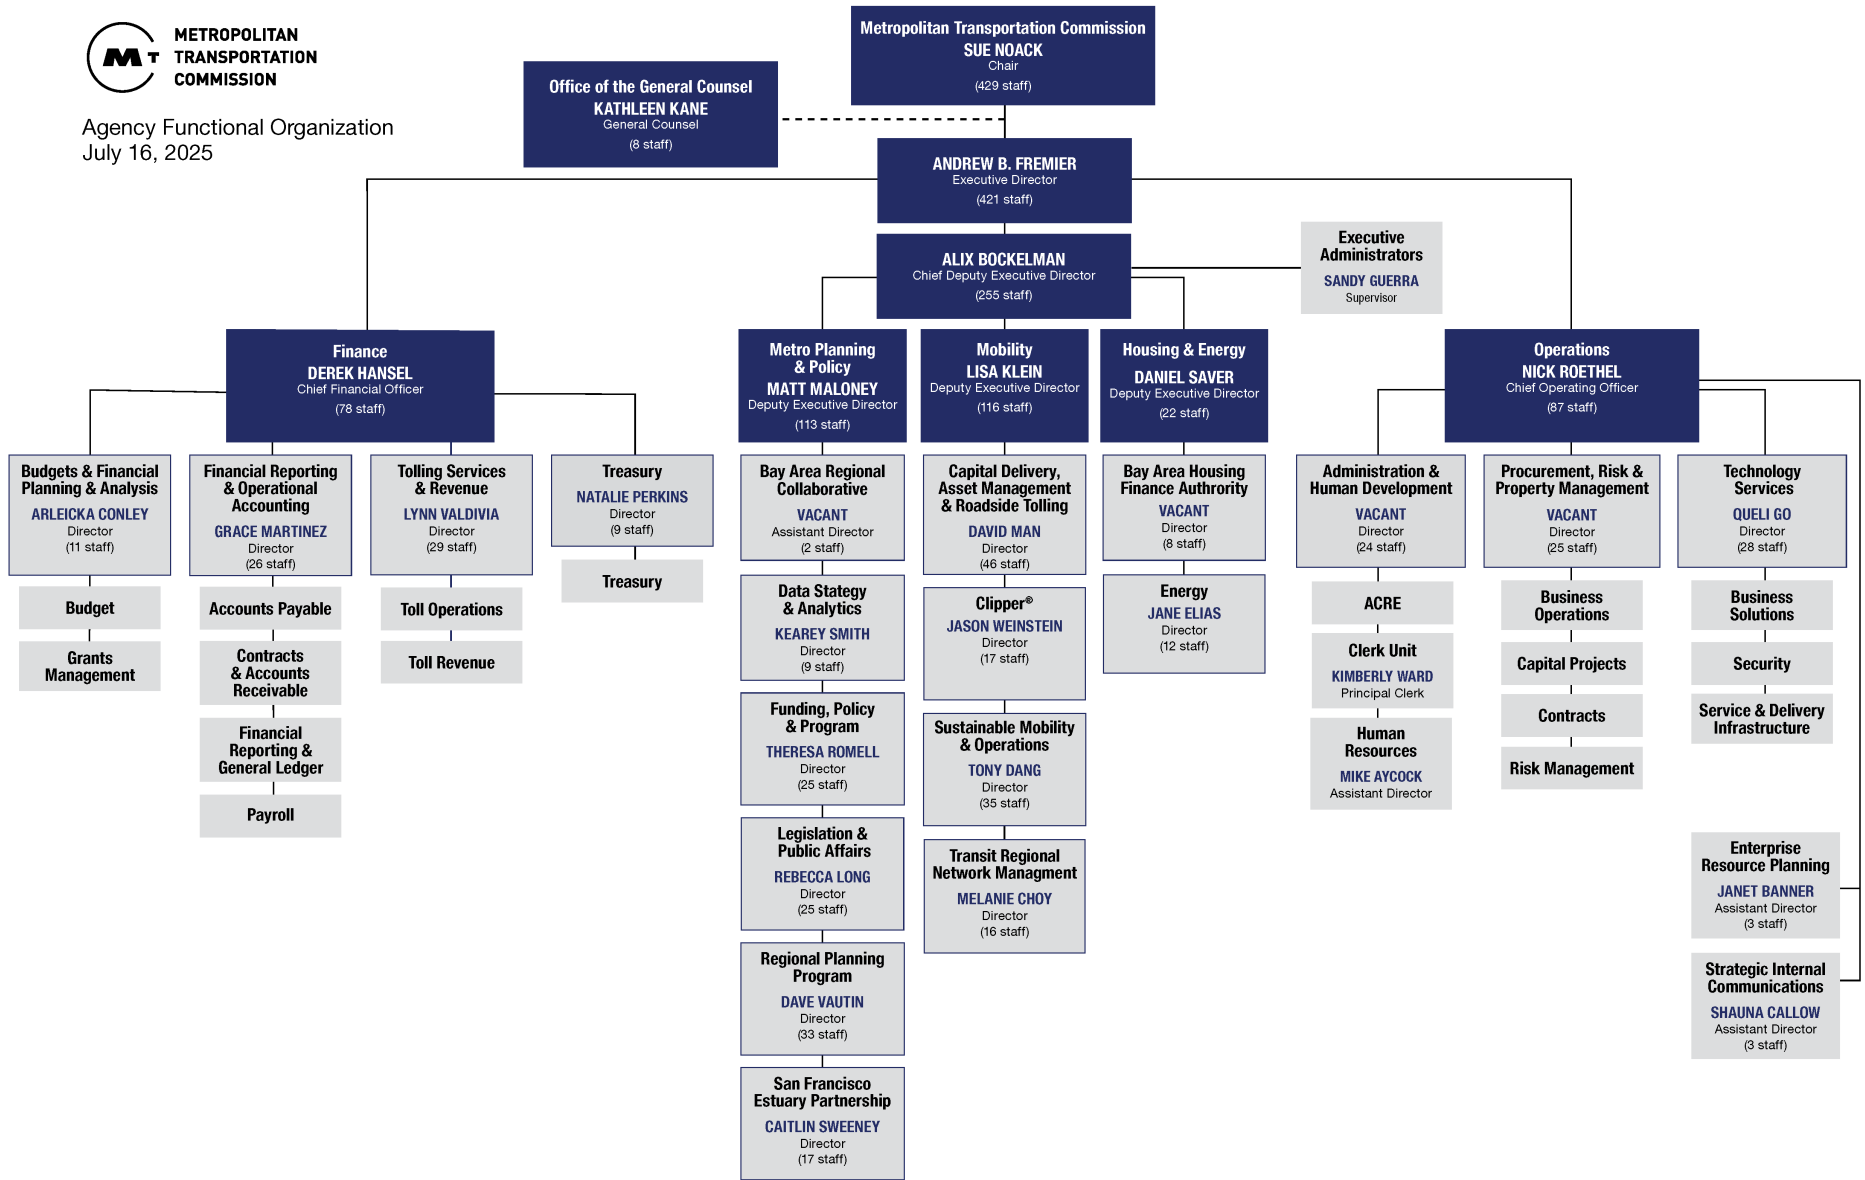 METROPOLITAN
TRANSPORTATION
COMMISSION
Agency Functional Organization
July 16, 2025
Metropolitan Transportation Commission
SUE NOACK
Chair
(429 staff)
Office of the General Counsel
KATHLEEN KANE
General Counsel
(8 staff)
ANDREW B. FREMIER
Executive Director
(421 staff)
ALIX BOCKELMAN
Chief Deputy Executive Director
(255 staff)
Executive
Administrators
SANDY GUERRA
Supervisor
Finance
DEREK HANSEL
Chief Financial Officer
(78 staff)
Metro Planning
& Policy
MATT MALONEY
Deputy Executive Director
(113 staff)
Mobility
LISA KLEIN
Deputy Executive Director
(116 staff)
Housing & Energy
DANIEL SAVER
Deputy Executive Director
(22 staff)
Operations
NICK ROETHEL
Chief Operating Officer
(87 staff)
Budgets & Financial
Planning & Analysis
ARLEICKA CONLEY
Director
(11 staff)
Budget
Grants
Management
Financial Reporting
& Operational
Accounting
GRACE MARTINEZ
Director
(26 staff)
Accounts Payable
Contracts
& Accounts
Receivable
Financial
Reporting &
General Ledger
Payroll
Tolling Services
& Revenue
LYNN VALDIVIA
Director
(29 staff)
Toll Operations
Toll Revenue
Treasury
NATALIE PERKINS
Director
(9 staff)
Treasury
Bay Area Regional
Collaborative
VACANT
Assistant Director
(2 staff)
Data Stategy
& Analytics
KEAREY SMITH
Director
(9 staff)
Funding, Policy
& Program
THERESA ROMELL
Director
(25 staff)
Legislation &
Public Affairs
REBECCA LONG
Director
(25 staff)
Regional Planning
Program
DAVE VAUTIN
Director
(33 staff)
San Francisco
Estuary Partnership
CAITLIN SWEENEY
Director
(17 staff)
Capital Delivery,
Asset Management
& Roadside Tolling
DAVID MAN
Director
(46 staff)
Clipper®
JASON WEINSTEIN
Director
(17 staff)
Sustainable Mobility
& Operations
TONY DANG
Director
(35 staff)
Transit Regional
Network Managment
MELANIE CHOY
Director
(16 staff)
Bay Area Housing
Finance Authrority
VACANT
Director
(8 staff)
Energy
JANE ELIAS
Director
(12 staff)
Administration &
Human Development
VACANT
Director
(24 staff)
ACRE
Clerk Unit
KIMBERLY WARD
Principal Clerk
Human
Resources
MIKE AYCOCK
Assistant Director
Procurement, Risk &
Property Management
VACANT
Director
(25 staff)
Business
Operations
Capital Projects
Contracts
Risk Management
Technology
Services
QUELI GO
Director
(28 staff)
Business
Solutions
Security
Service & Delivery
Infrastructure
Enterprise
Resource Planning
JANET BANNER
Assistant Director
(3 staff)
Strategic Internal
Communications
SHAUNA CALLOW
Assistant Director
(3 staff)